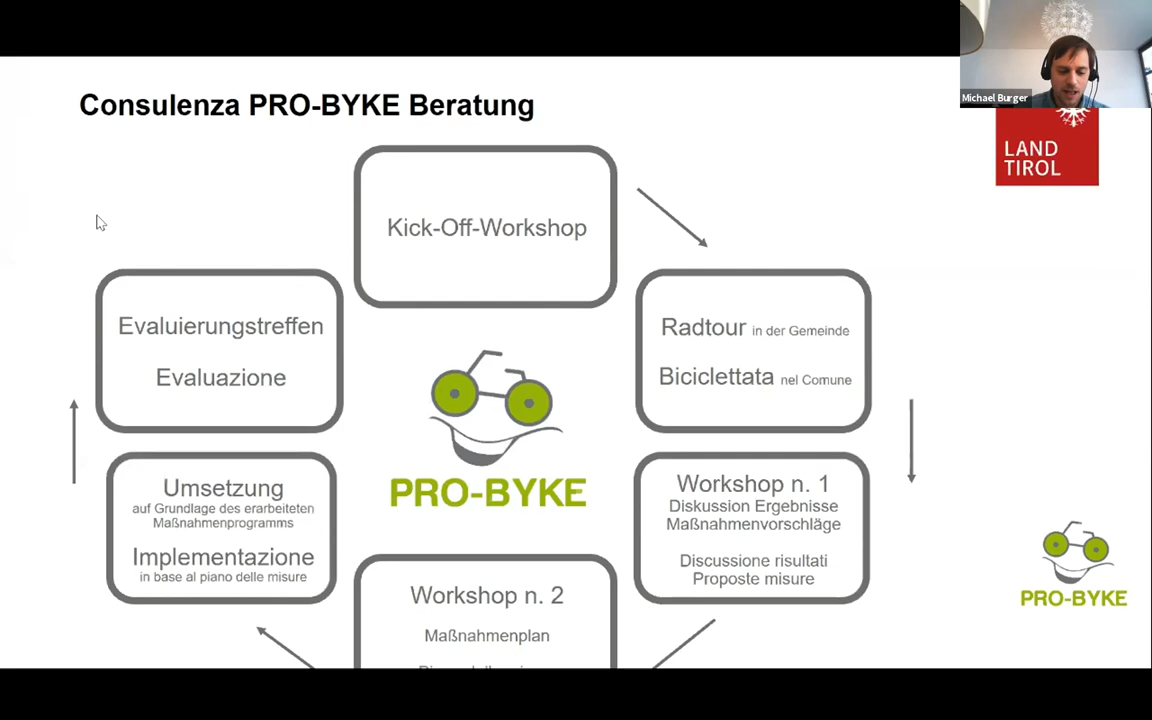 Michael Burger
Consulenza PRO-BYKE Beratung
LAND
TIROL
Kick-Off-Workshop
Evaluierungstreffen
Evaluazione
Radtour in der Gemeinde
Biciclettata nel Comune
PRO-BYKE
Umsetzung
auf Grundlage des erarbeiteten
Maßnahmenprogramms
Implementazione
in base al piano delle misure
Workshop n. 1
Diskussion Ergebnisse
Maßnahmenvorschläge
Discussione risultati
Proposte misure
Workshop n. 2
Maßnahmenplan
PRO-BYKE